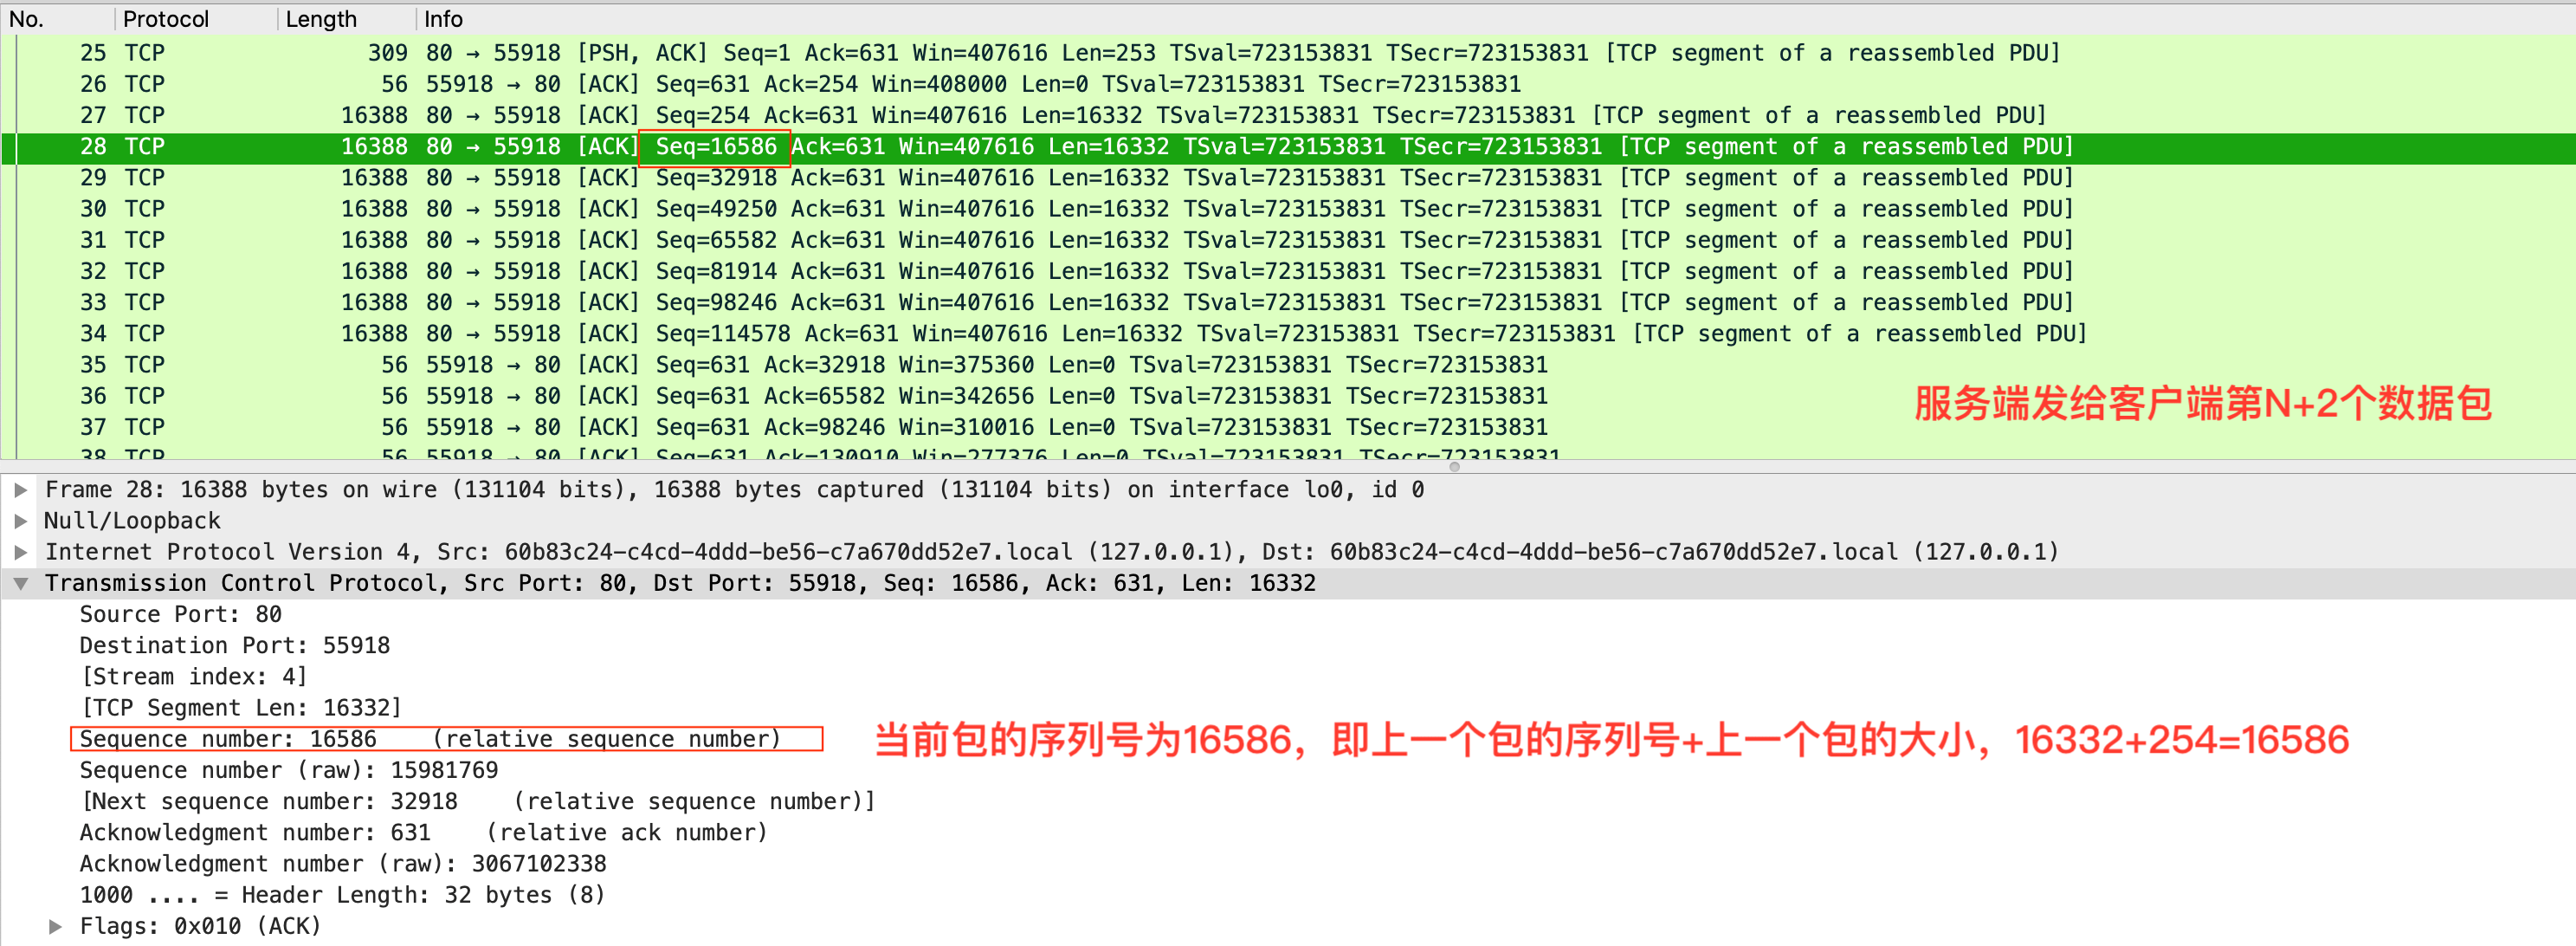 No. Protocol Length Info
25 TCP 309 80 → 55918 [PSH, ACK] Seq=1 Ack=631 Win=407616 Len=253 TSval=723153831 TSecr=723153831 [TCP segment of a reassembled PDU]
26 TCP 56 55918 → 80 [ACK] Seq=631 Ack=254 Win=408000 Len=0 TSval=723153831 TSecr=723153831
27 TCP 16388 80 → 55918 [ACK] Seq=254 Ack=631 Win=407616 Len=16332 TSval=723153831 TSecr=723153831 [TCP segment of a reassembled PDU]
28 TCP 16388 80 → 55918 [ACK] Seq=16586 Ack=631 Win=407616 Len=16332 TSval=723153831 TSecr=723153831 [TCP segment of a reassembled PDU]
29 TCP 16388 80 → 55918 [ACK] Seq=32918 Ack=631 Win=407616 Len=16332 TSval=723153831 TSecr=723153831 [TCP segment of a reassembled PDU]
30 TCP 16388 80 → 55918 [ACK] Seq=49250 Ack=631 Win=407616 Len=16332 TSval=723153831 TSecr=723153831 [TCP segment of a reassembled PDU]
31 TCP 16388 80 → 55918 [ACK] Seq=65582 Ack=631 Win=407616 Len=16332 TSval=723153831 TSecr=723153831 [TCP segment of a reassembled PDU]
32 TCP 16388 80 → 55918 [ACK] Seq=81914 Ack=631 Win=407616 Len=16332 TSval=723153831 TSecr=723153831 [TCP segment of a reassembled PDU]
33 TCP 16388 80 → 55918 [ACK] Seq=98246 Ack=631 Win=407616 Len=16332 TSval=723153831 TSecr=723153831 [TCP segment of a reassembled PDU]
34 TCP 16388 80 → 55918 [ACK] Seq=114578 Ack=631 Win=407616 Len=16332 TSval=723153831 TSecr=723153831 [TCP segment of a reassembled PDU]
35 TCP 56 55918 → 80 [ACK] Seq=631 Ack=32918 Win=375360 Len=0 TSval=723153831 TSecr=723153831
36 TCP 56 55918 → 80 [ACK] Seq=631 Ack=65582 Win=342656 Len=0 TSval=723153831 TSecr=723153831
服务端发给客户端第N+2个数据包
37 TCP 56 55918 → 80 [ACK] Seq=631 Ack=98246 Win=310016 Len=0 TSval=723153831 TSecr=723153831
38 TCP 56 55918 → 80 [ACK] Seq=631 Ack=130910 Win=277376 Len=0 TSval=723153831 TSecr=723153831
Frame 28: 16388 bytes on wire (131104 bits), 16388 bytes captured (131104 bits) on interface lo0, id 0
Null/Loopback
Internet Protocol Version 4, Src: 60b83c24-c4cd-4ddd-be56-c7a670dd52e7.local (127.0.0.1), Dst: 60b83c24-c4cd-4ddd-be56-c7a670dd52e7.local (127.0.0.1)
Transmission Control Protocol, Src Port: 80, Dst Port: 55918, Seq: 16586, Ack: 631, Len: 16332
Source Port: 80
Destination Port: 55918
[Stream index: 4]
[TCP Segment Len: 16332]
Sequence number: 16586 (relative sequence number)
当前包的序列号为16586，即上一个包的序列号+上一个包的大小，16332+254=16586
Sequence number (raw): 15981769
[Next sequence number: 32918 (relative sequence number)]
Acknowledgment number: 631 (relative ack number)
Acknowledgment number (raw): 3067102338
1000 .... = Header Length: 32 bytes (8)
Flags: 0x010 (ACK)